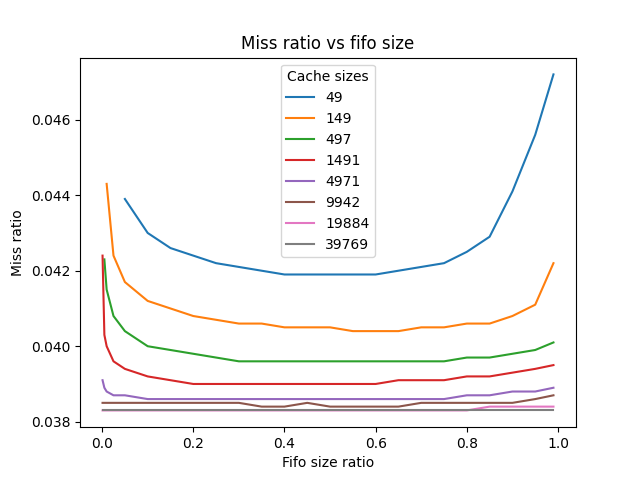 Miss ratio vs fifo size
Cache sizes
49
149
497
1491
4971
9942
19884
39769
0.046
0.044
0.042
0.040
0.038
Miss ratio
0.0 0.2 0.4 0.6 0.8 1.0
Fifo size ratio